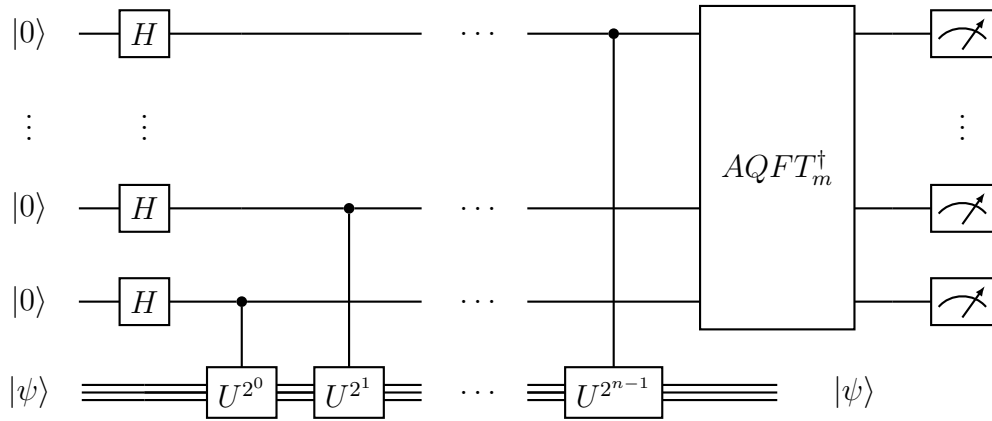 |0⟩ H ⋯
⋮ ⋮ ⋮
|0⟩ H ⋯ AQFT†ₘ
|0⟩ H ⋯
|ψ⟩ U^{2^0} U^{2^1} ⋯ U^{2^{n−1}} |ψ⟩